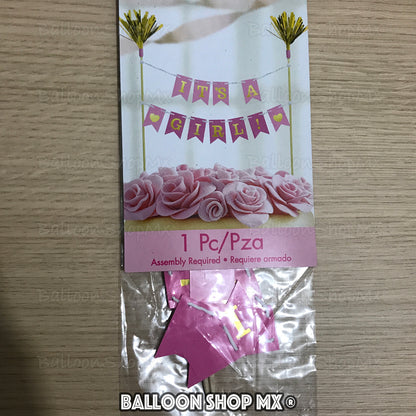 IT'S A
GIRL!
1 Pc/Pza
Assembly Required • Requiere armado
I
BALLOON SHOP MX ®